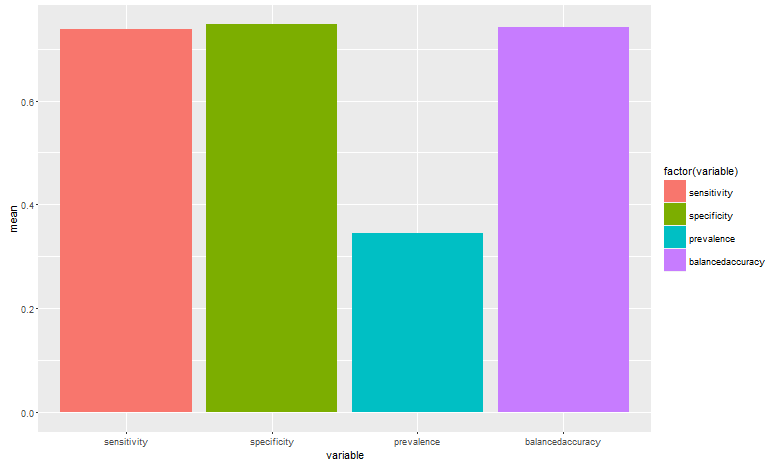 mean
0.6
0.4
0.2
0.0
sensitivity specificity prevalence balancedaccuracy
variable
factor(variable)
sensitivity
specificity
prevalence
balancedaccuracy